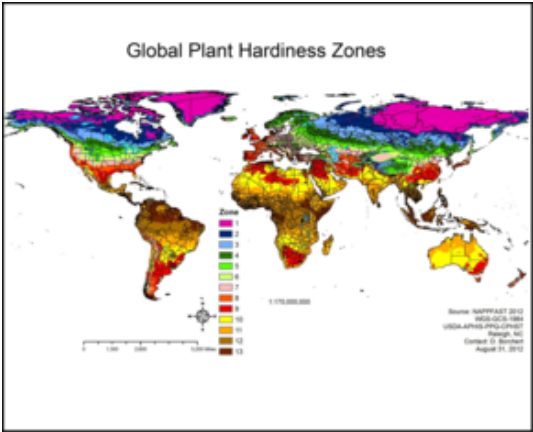 Global Plant Hardiness Zones
Zone
1
2
3
4
5
6
7
8
9
10
11
12
13
1:170,000,000
Source: NAPPFAST 2012
WGS-GCS-1984
USDA-APHIS-PPQ-CPHST
Raleigh, NC
Contact: D. Borchert
August 31, 2012